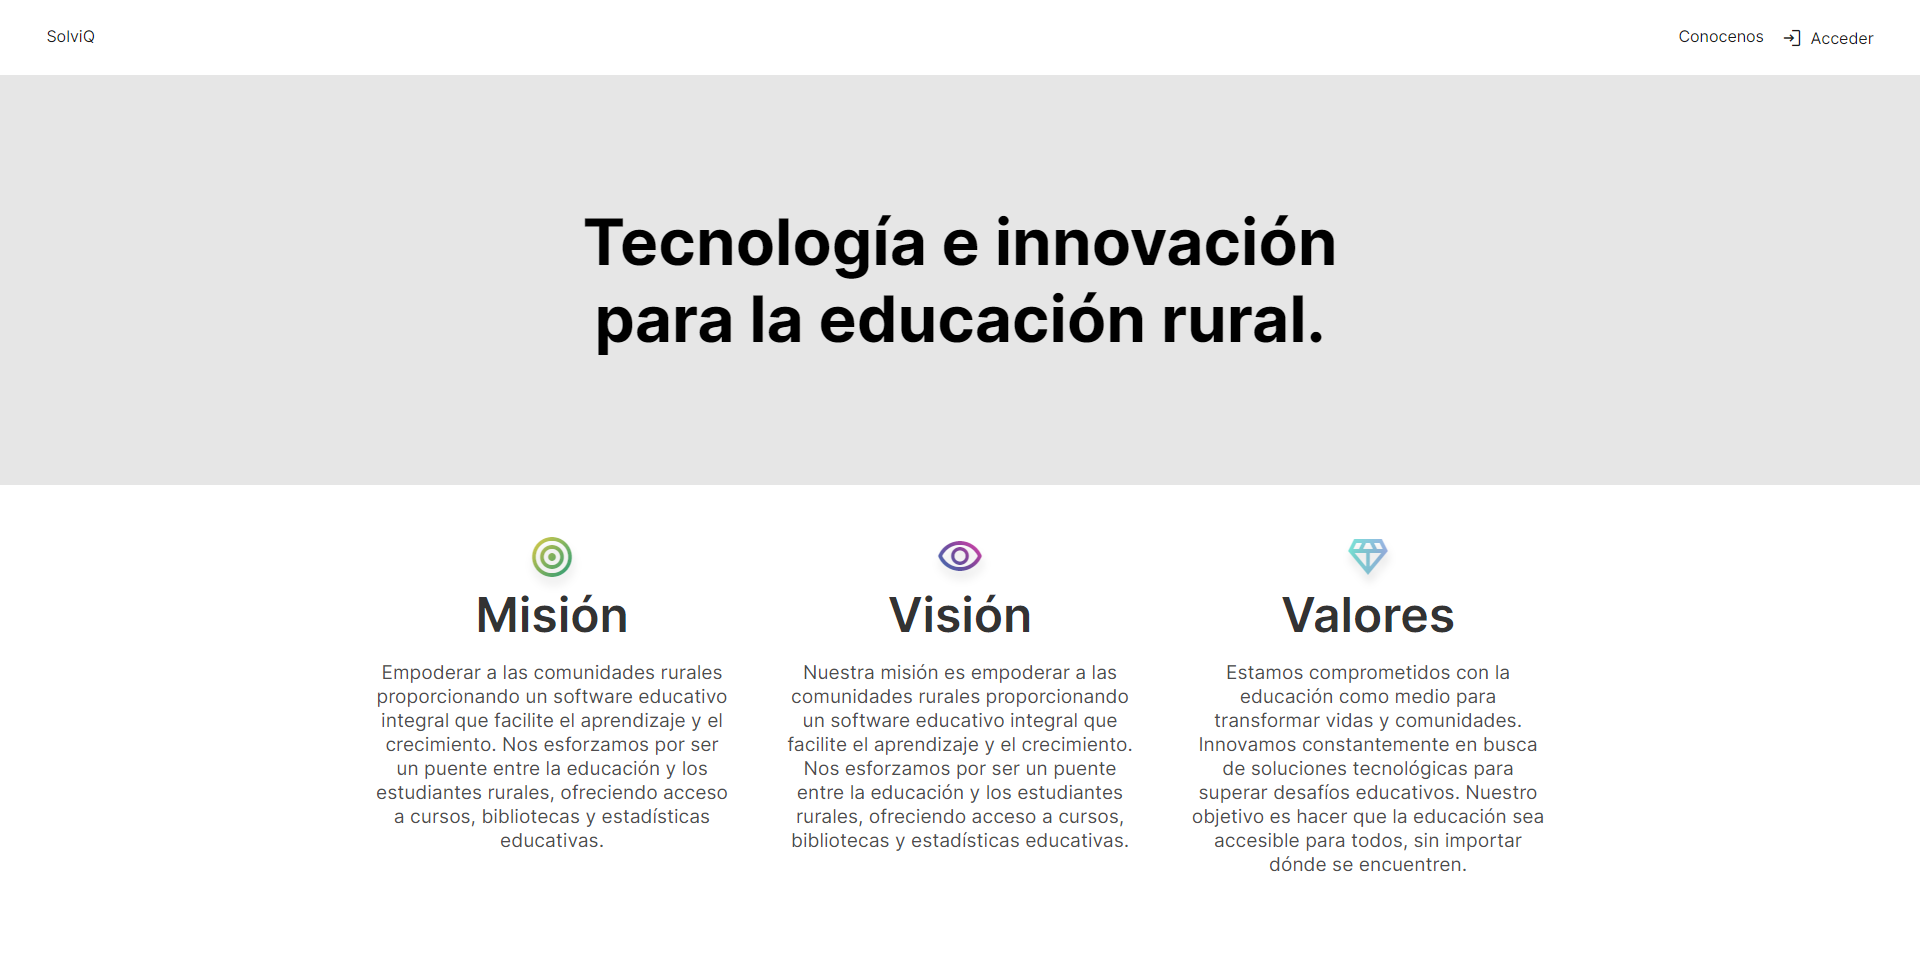 SolviQ
Conocenos
Acceder
Tecnología e innovación
para la educación rural.
Misión
Empoderar a las comunidades rurales
proporcionando un software educativo
integral que facilite el aprendizaje y el
crecimiento. Nos esforzamos por ser
un puente entre la educación y los
estudiantes rurales, ofreciendo acceso
a cursos, bibliotecas y estadísticas
educativas.
Visión
Nuestra misión es empoderar a las
comunidades rurales proporcionando
un software educativo integral que
facilite el aprendizaje y el crecimiento.
Nos esforzamos por ser un puente
entre la educación y los estudiantes
rurales, ofreciendo acceso a cursos,
bibliotecas y estadísticas educativas.
Valores
Estamos comprometidos con la
educación como medio para
transformar vidas y comunidades.
Innovamos constantemente en busca
de soluciones tecnológicas para
superar desafíos educativos. Nuestro
objetivo es hacer que la educación sea
accesible para todos, sin importar
dónde se encuentren.